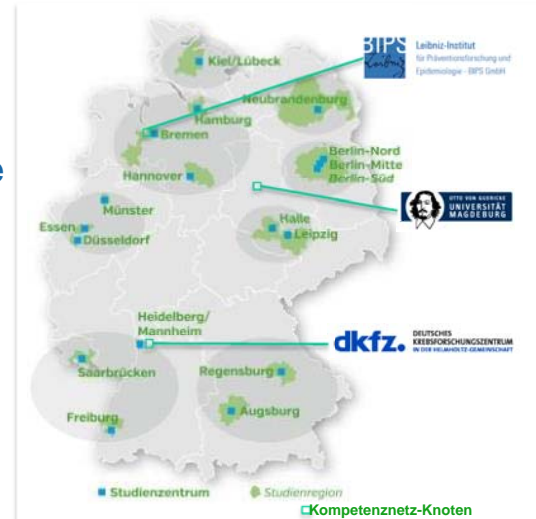 Kiel/Lübeck
BIPS
Leibniz-Institut
für Präventionsforschung und
Epidemiologie - BIPS GmbH
Neubrandenburg
Hamburg
Bremen
Berlin-Nord
Berlin-Mitte
Berlin-Süd
Hannover
e
Münster
OTTO VON GUERICKE
UNIVERSITÄT
MAGDEBURG
Essen
Düsseldorf
Halle
Leipzig
Heidelberg/
Mannheim
dkfz.
DEUTSCHES
KREBSFORSCHUNGSZENTRUM
IN DER HELMHOLTZ-GEMEINSCHAFT
Saarbrücken
Regensburg
Freiburg
Augsburg
Studienzentrum
Studienregion
Kompetenznetz-Knoten